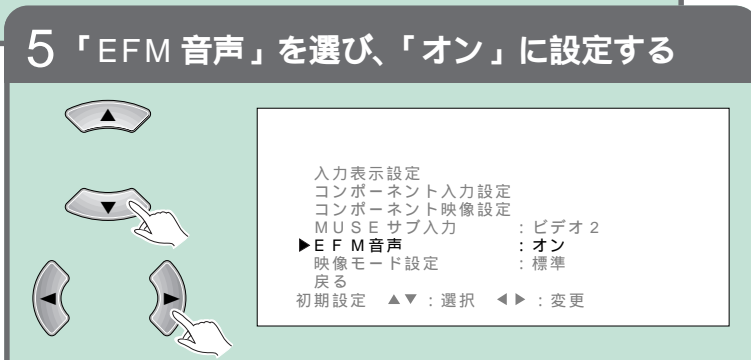 5 「EFM 音声」を選び、「オン」に設定する
入力表示設定
コンポーネント入力設定
コンポーネント映像設定
MUSEサブ入力 :ビデオ2
▶EFM音声 :オン
映像モード設定 :標準
戻る
初期設定 ▲▼:選択 ◀▶:変更